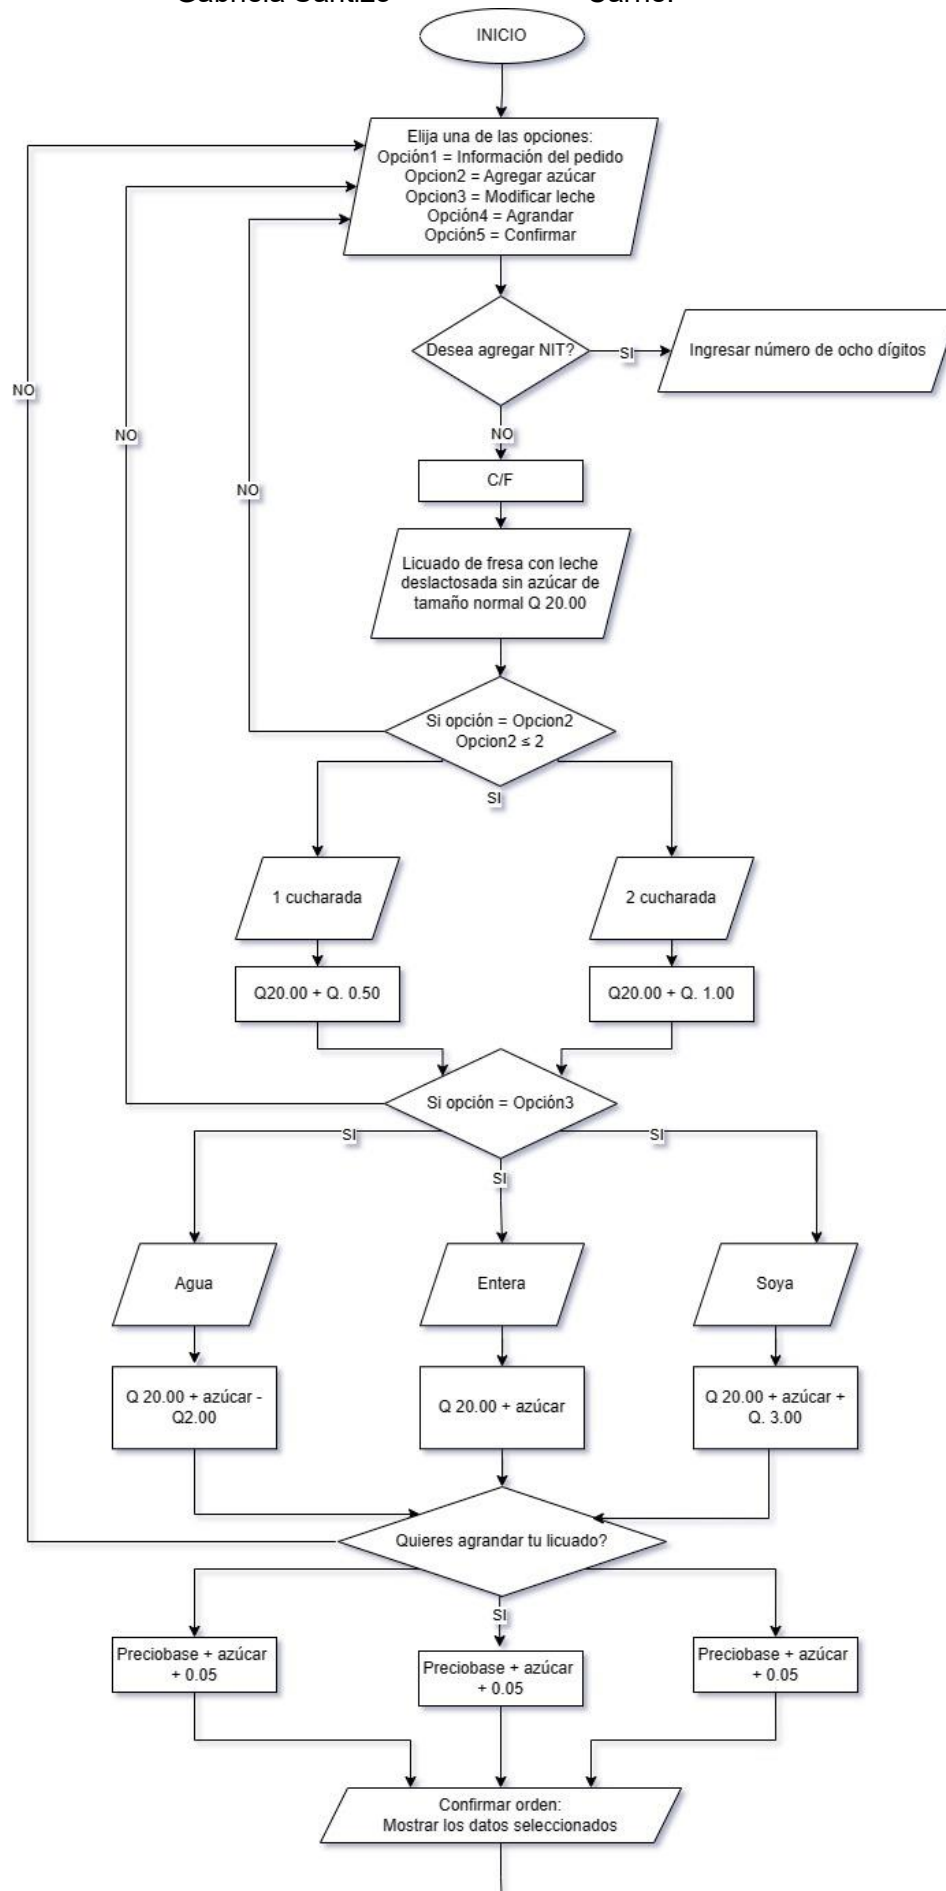 INICIO
Elija una de las opciones:
Opción1 = Información del pedido
Opcion2 = Agregar azúcar
Opcion3 = Modificar leche
Opción4 = Agrandar
Opción5 = Confirmar
Desea agregar NIT?
SI
Ingresar número de ocho dígitos
NO
NO
NO
NO
C/F
Licuado de fresa con leche
deslactosada sin azúcar de
tamaño normal Q 20.00
Si opción = Opcion2
Opcion2 ≤ 2
SI
1 cucharada
2 cucharada
Q20.00 + Q. 0.50
Q20.00 + Q. 1.00
Si opción = Opción3
SI
SI
SI
Agua
Entera
Soya
Q 20.00 + azúcar -
Q2.00
Q 20.00 + azúcar
Q 20.00 + azúcar +
Q. 3.00
Quieres agrandar tu licuado?
SI
Preciobase + azúcar
+ 0.05
Preciobase + azúcar
+ 0.05
Preciobase + azúcar
+ 0.05
Confirmar orden:
Mostrar los datos seleccionados